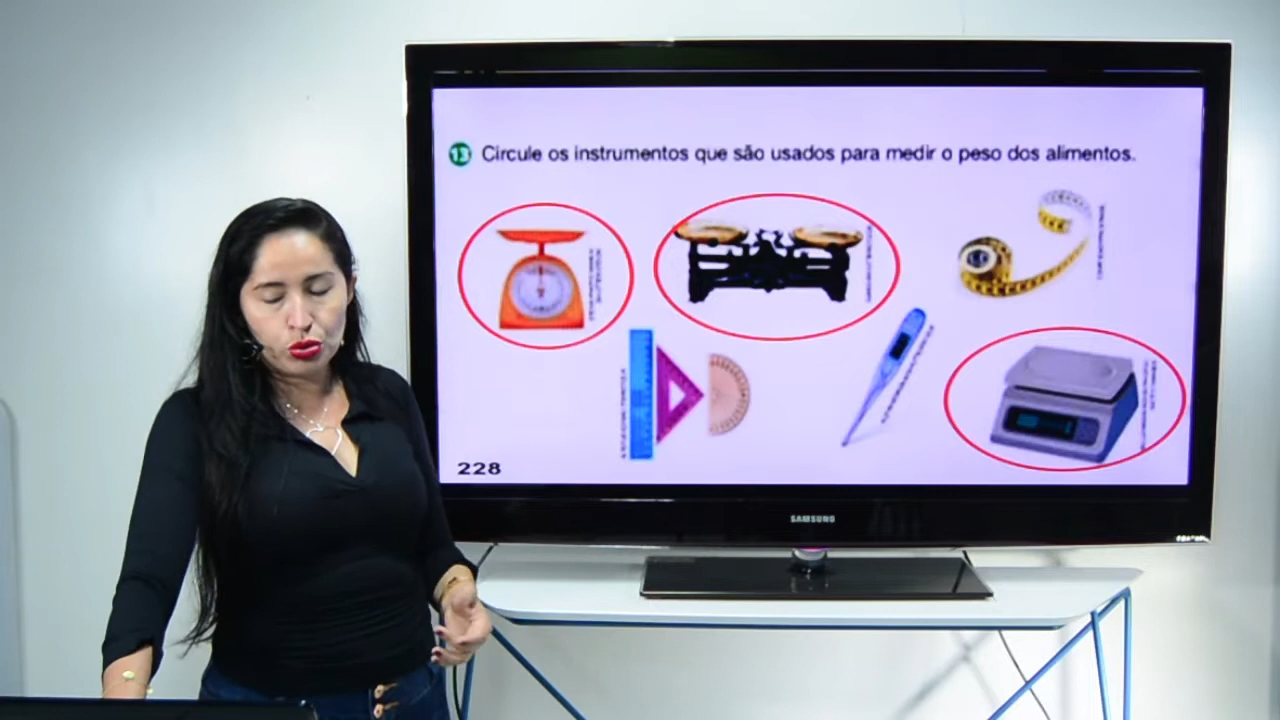 13 Circule os instrumentos que são usados para medir o peso dos alimentos.
228
SAMSUNG